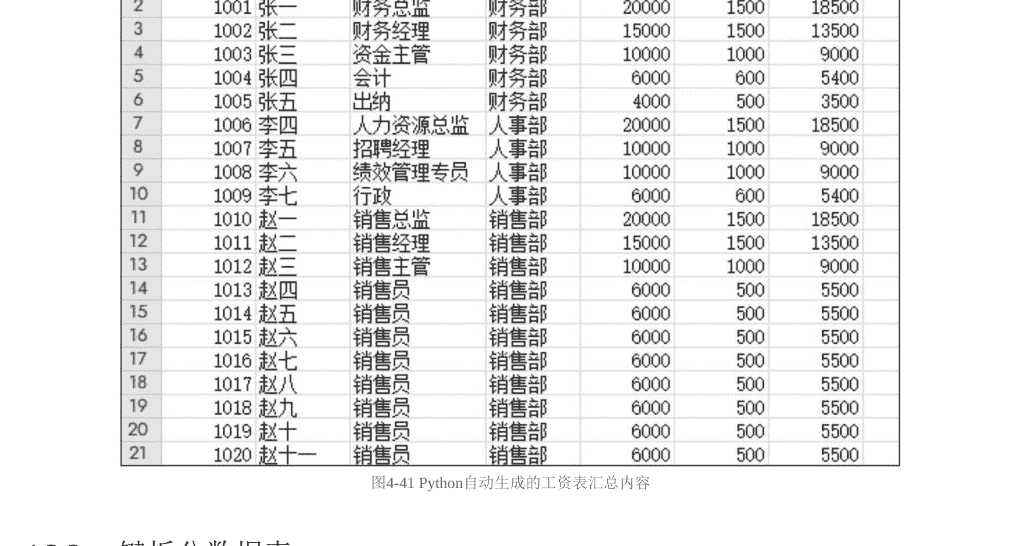 2 1001 张一 财务总监 财务部 20000 1500 18500
3 1002 张二 财务经理 财务部 15000 1500 13500
4 1003 张三 资金主管 财务部 10000 1000 9000
5 1004 张四 会计 财务部 6000 600 5400
6 1005 张五 出纳 财务部 4000 500 3500
7 1006 李四 人力资源总监 人事部 20000 1500 18500
8 1007 李五 招聘经理 人事部 10000 1000 9000
9 1008 李六 绩效管理专员 人事部 10000 1000 9000
10 1009 李七 行政 人事部 6000 600 5400
11 1010 赵一 销售总监 销售部 20000 1500 18500
12 1011 赵二 销售经理 销售部 15000 1500 13500
13 1012 赵三 销售主管 销售部 10000 1000 9000
14 1013 赵四 销售员 销售部 6000 500 5500
15 1014 赵五 销售员 销售部 6000 500 5500
16 1015 赵六 销售员 销售部 6000 500 5500
17 1016 赵七 销售员 销售部 6000 500 5500
18 1017 赵八 销售员 销售部 6000 500 5500
19 1018 赵九 销售员 销售部 6000 500 5500
20 1019 赵十 销售员 销售部 6000 500 5500
21 1020 赵十一 销售员 销售部 6000 500 5500
图4-41 Python自动生成的工资表汇总内容